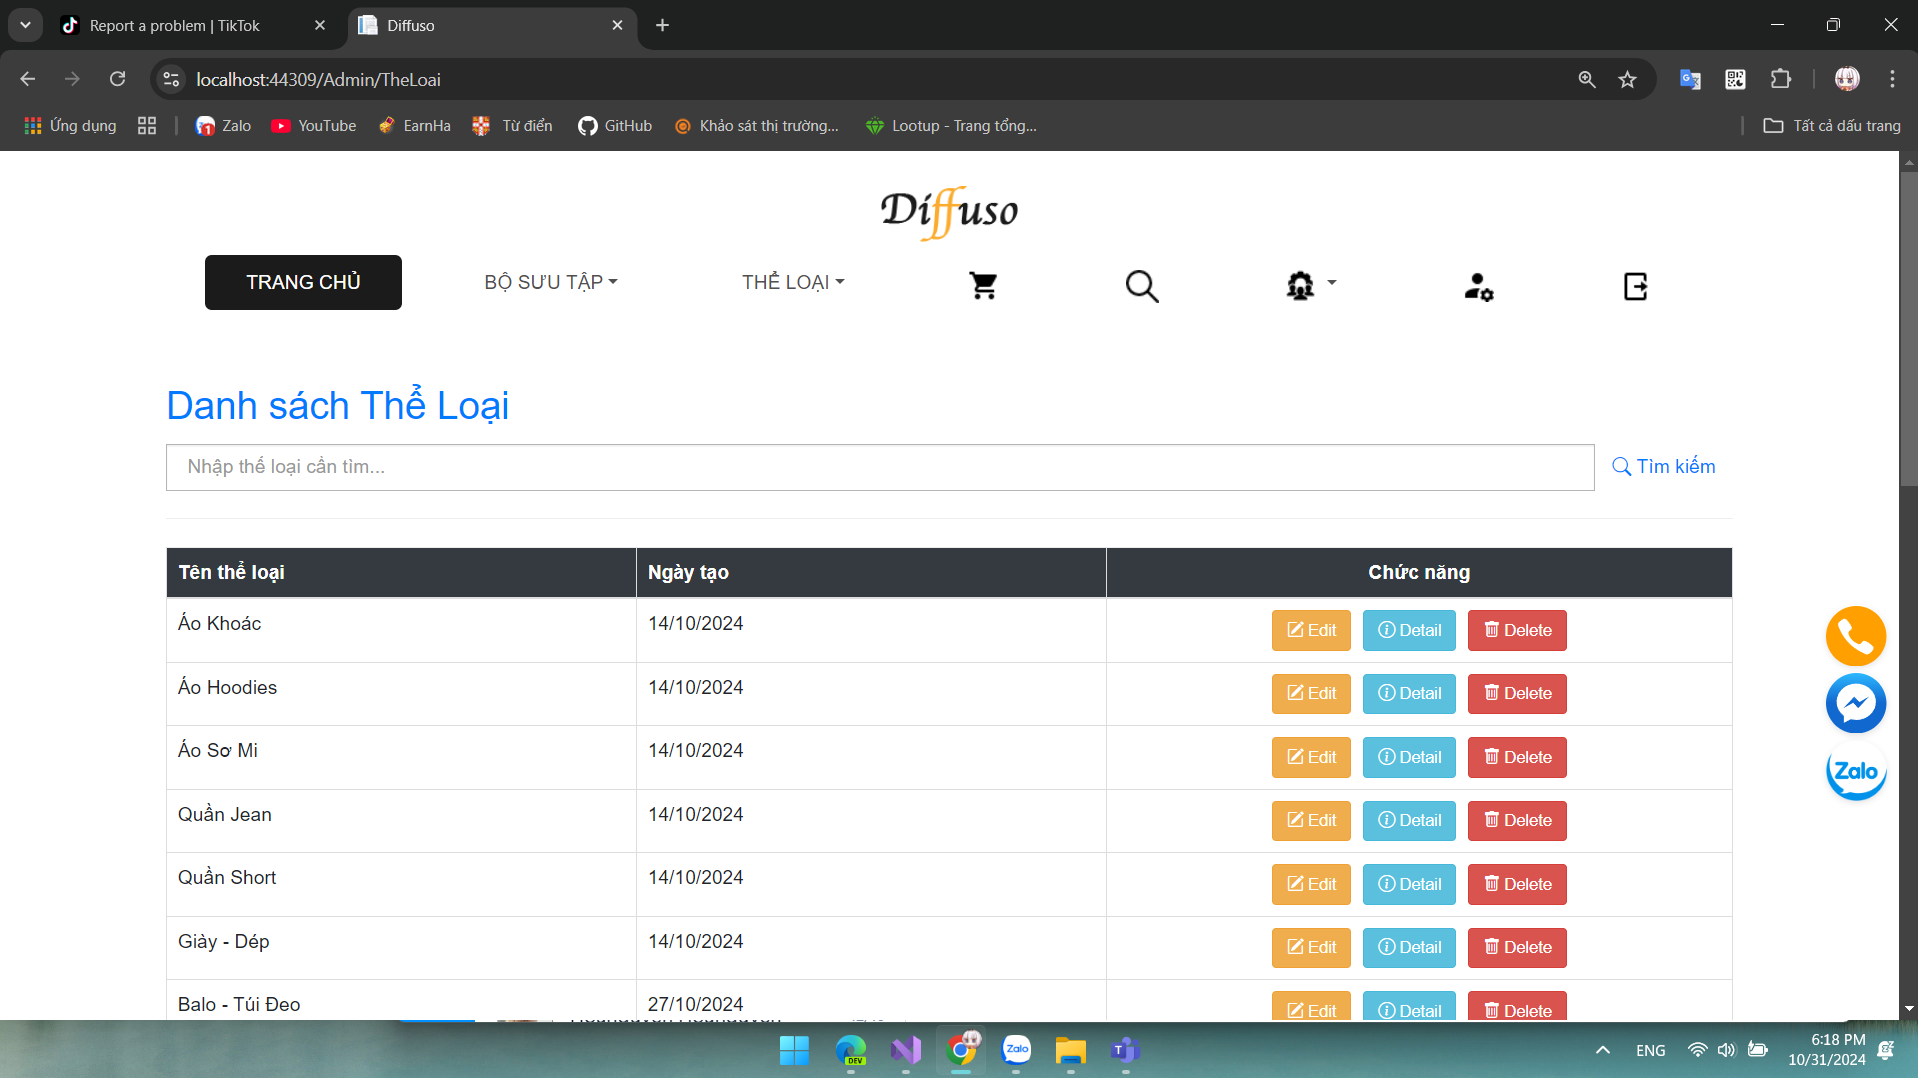 Report a problem | TikTok
Diffuso
localhost:44309/Admin/TheLoai
Ứng dụng
Zalo
YouTube
EarnHa
Từ điển
GitHub
Khảo sát thị trường...
Lootup - Trang tổng...
Tất cả dấu trang
Diffuso
TRANG CHỦ
BỘ SƯU TẬP
THỂ LOẠI
Danh sách Thể Loại
Nhập thể loại cần tìm...
Tìm kiếm
Tên thể loại Ngày tạo Chức năng
Áo Khoác 14/10/2024 Edit Detail Delete
Áo Hoodies 14/10/2024 Edit Detail Delete
Áo Sơ Mi 14/10/2024 Edit Detail Delete
Quần Jean 14/10/2024 Edit Detail Delete
Quần Short 14/10/2024 Edit Detail Delete
Giày - Dép 14/10/2024 Edit Detail Delete
Balo - Túi Đeo 27/10/2024 Edit Detail Delete
Zalo
DEV
Zalo
ENG
6:18 PM
10/31/2024